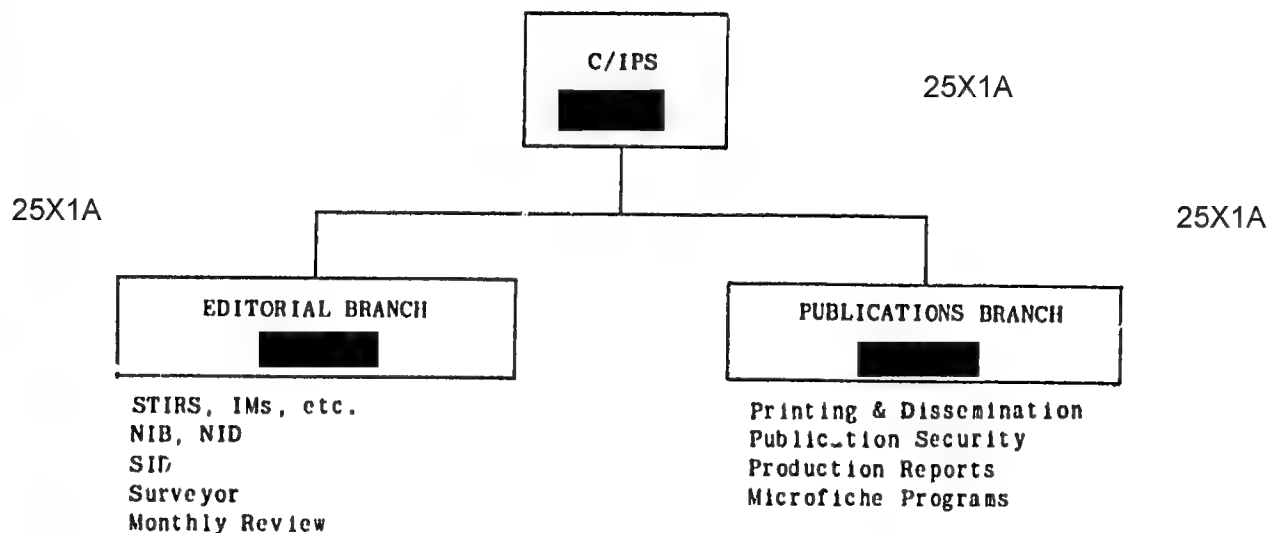 C/IPS
25X1A
25X1A
25X1A
EDITORIAL BRANCH
STIRS, IMs, etc.
NIB, NID
SID
Surveyor
Monthly Review
PUBLICATIONS BRANCH
Printing & Dissemination
Publication Security
Production Reports
Microfiche Programs